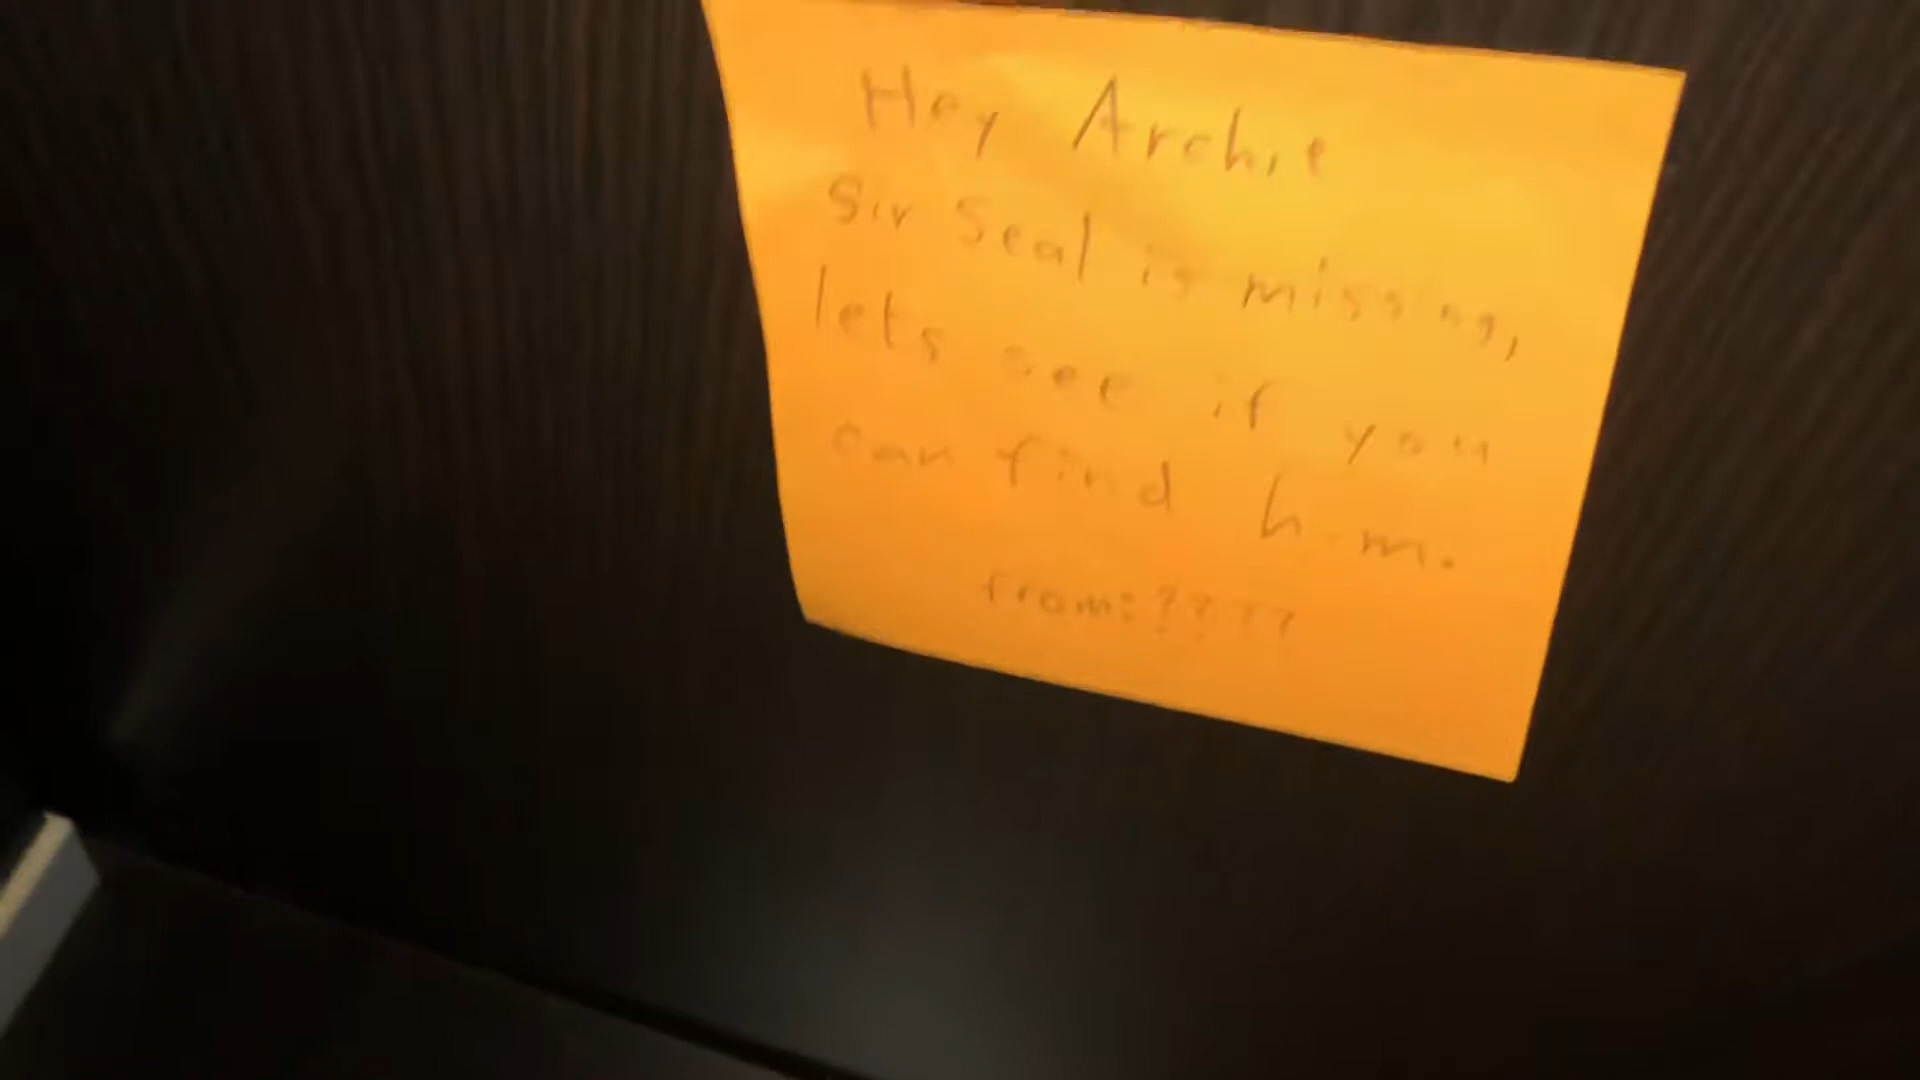 Hey Archie
Sir Seal is missing,
lets see if you
can find him.
from:????